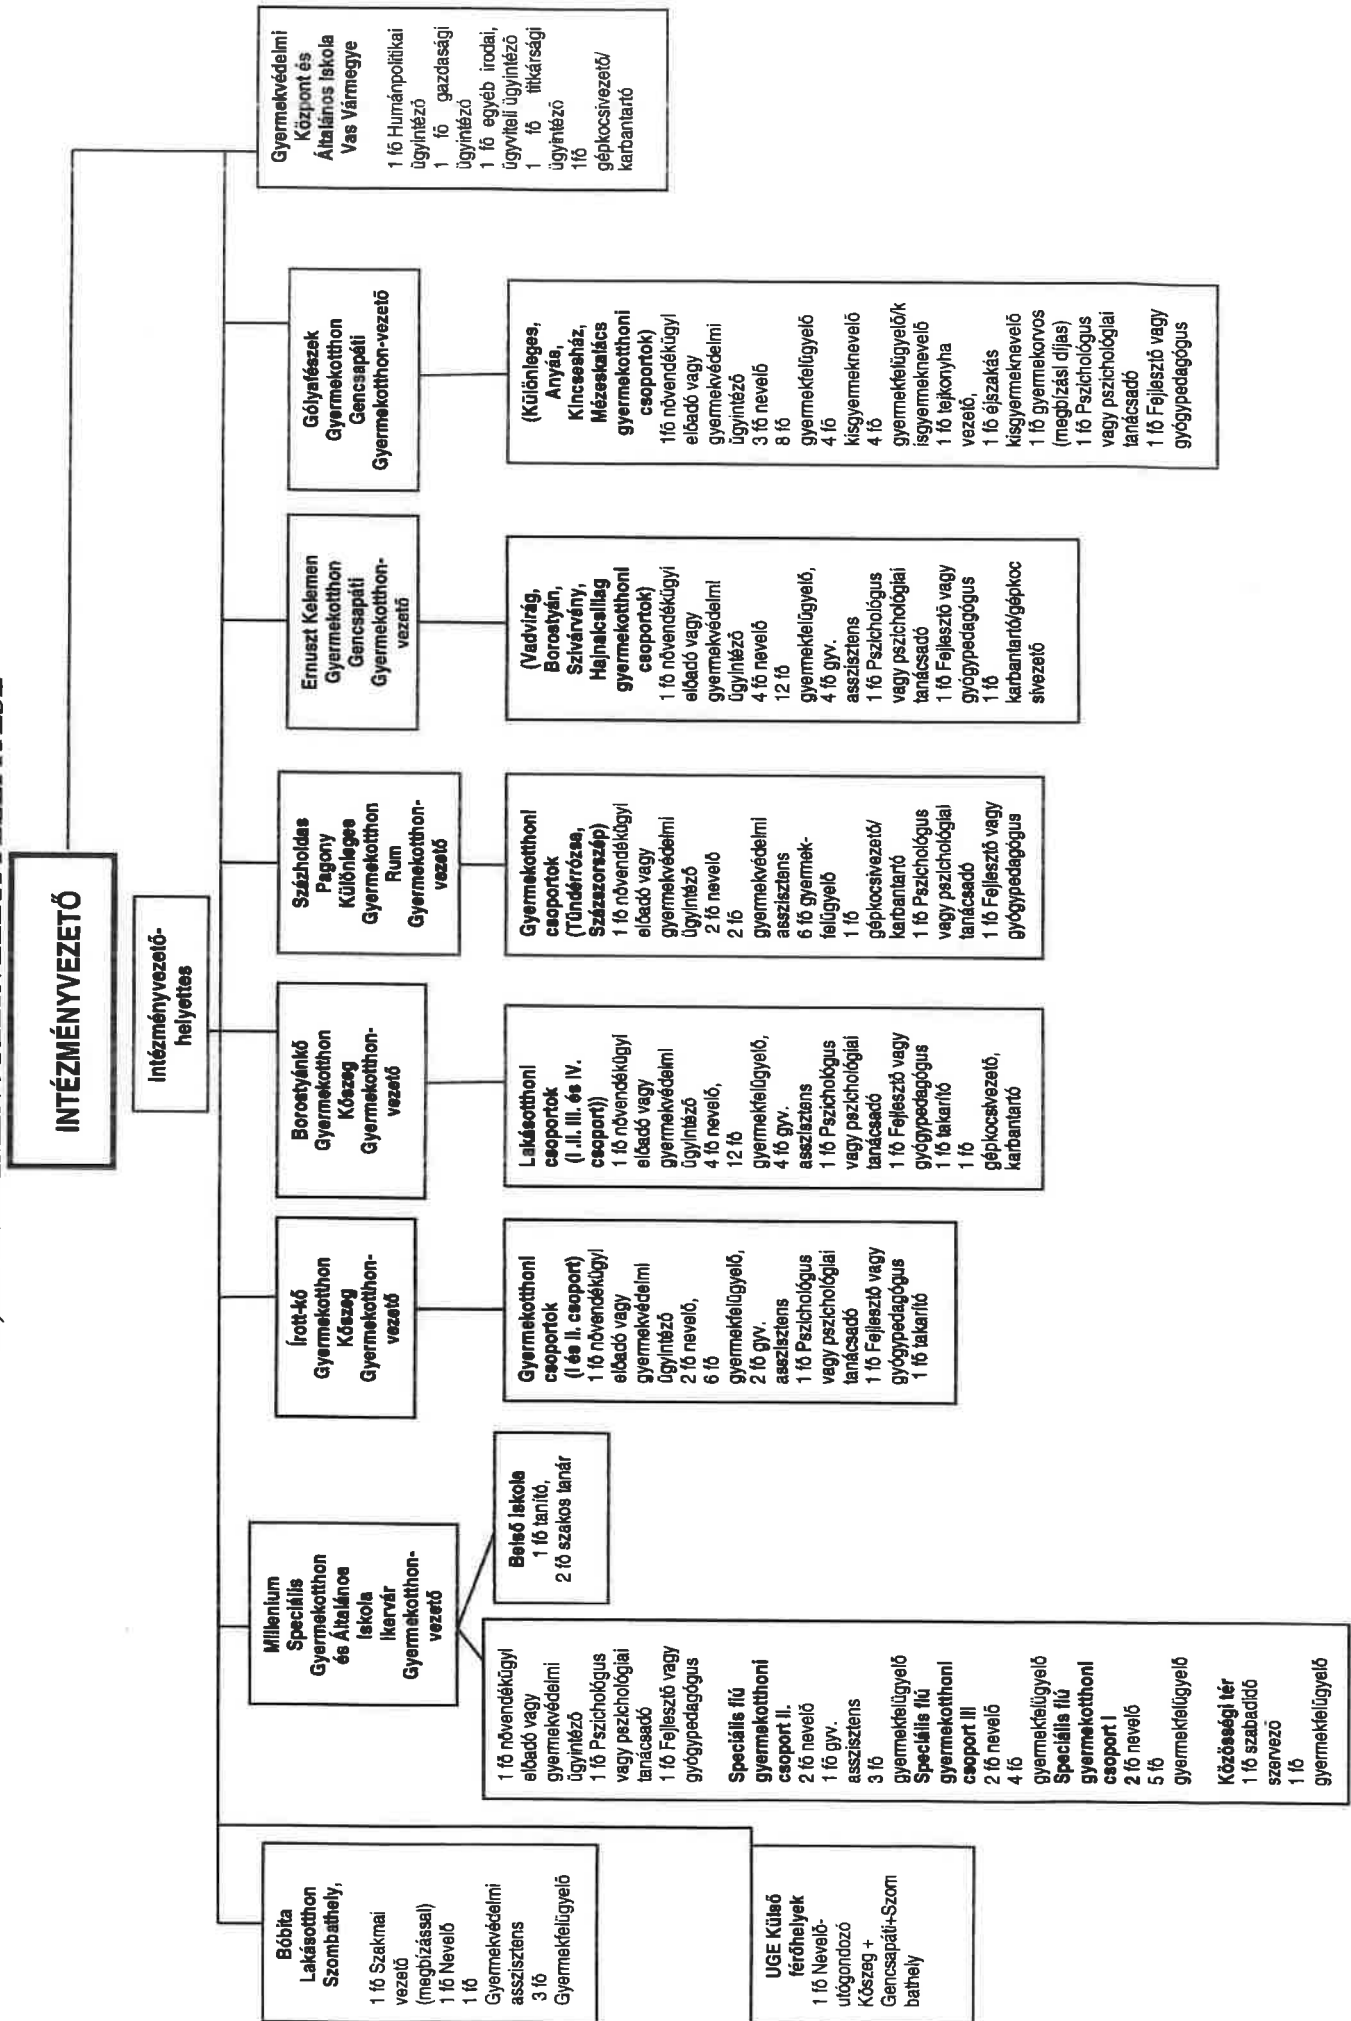 INTÉZMÉNYVEZETŐ
Intézményvezető-
helyettes
Bóbita
Lakásotthon
Szombathely,
1 fő Szakmai
vezető
(megbízással)
1 fő Nevelő
1 fő
Gyermekvédelmi
asszisztens
3 fő
Gyermekfelügyelő
UGE Külső
férőhelyek
1 fő Nevelő-
utógondozó
Kőszeg +
Gencsapáti+Szom
bathely
Millenium
Speciális
Gyermekotthon
és Általános
Iskola
Ikervár
Gyermekotthon-
vezető
1 fő növendékügyi
előadó vagy
gyermekvédelmi
ügyintéző
1 fő Pszichológus
vagy pszichológiai
tanácsadó
1 fő Fejlesztő vagy
gyógypedagógus
Speciális fiú
gyermekotthoni
csoport II.
2 fő nevelő
1 fő gyv.
asszisztens
3 fő
gyermekfelügyelő
Speciális fiú
gyermekotthoni
csoport III
2 fő nevelő
4 fő
gyermekfelügyelő
Speciális fiú
gyermekotthoni
csoport I
2 fő nevelő
5 fő
gyermekfelügyelő
Közösségi tér
1 fő szabadidő
szervező
1 fő
gyermekfelügyelő
Belső Iskola
1 fő tanító,
2 fő szakos tanár
Írott-kő
Gyermekotthon
Kőszeg
Gyermekotthon-
vezető
Gyermekotthoni
csoportok
(I és II. csoport)
1 fő növendékügyi
előadó vagy
gyermekvédelmi
ügyintéző
2 fő nevelő,
6 fő
gyermekfelügyelő,
2 fő gyv.
asszisztens
1 fő Pszichológus
vagy pszichológiai
tanácsadó
1 fő Fejlesztő vagy
gyógypedagógus
1 fő takarító
Borostyánkő
Gyermekotthon
Kőszeg
Gyermekotthon-
vezető
Lakásotthoni
csoportok
(I .II. III. és IV.
csoport))
1 fő növendékügyi
előadó vagy
gyermekvédelmi
ügyintéző
4 fő nevelő,
12 fő
gyermekfelügyelő,
4 fő gyv.
asszisztens
1 fő Pszichológus
vagy pszichológiai
tanácsadó
1 fő Fejlesztő vagy
gyógypedagógus
1 fő takarító
1 fő
gépkocsivezető,
karbantartó
Százholdas
Pagony
Különleges
Gyermekotthon
Rum
Gyermekotthon-
vezető
Gyermekotthoni
csoportok
(Tündérrózsa,
Százszorszép)
1 fő növendékügyi
előadó vagy
gyermekvédelmi
ügyintéző
2 fő nevelő
2 fő
gyermekvédelmi
asszisztens
6 fő gyermek-
felügyelő
1 fő
gépkocsivezető/
karbantartó
1 fő Pszichológus
vagy pszichológiai
tanácsadó
1 fő Fejlesztő vagy
gyógypedagógus
Ernuszt Kelemen
Gyermekotthon
Gencsapáti
Gyermekotthon-
vezető
(Vadvirág,
Borostyán,
Szivárvány,
Hajnalcsillag
gyermekotthoni
csoportok)
1 fő növendékügyi
előadó vagy
gyermekvédelmi
ügyintéző
4 fő nevelő
12 fő
gyermekfelügyelő,
4 fő gyv.
asszisztens
1 fő Pszichológus
vagy pszichológiai
tanácsadó
1 fő Fejlesztő vagy
gyógypedagógus
1 fő
karbantartó/gépkoc
sivezető
Gólyafészek
Gyermekotthon
Gencsapáti
Gyermekotthon-vezető
(Különleges,
Anyás,
Kincsesház,
Mézeskalács
gyermekotthoni
csoportok)
1fő növendékügyi
előadó vagy
gyermekvédelmi
ügyintéző
3 fő nevelő
8 fő
gyermekfelügyelő
4 fő
kisgyermeknevelő
4 fő
gyermekfelügyelő/k
isgyermeknevelő
1 fő tejkonyha
vezető,
1 fő éjszakás
kisgyermeknevelő
1 fő gyermekorvos
(megbízási díjas)
1 fő Pszichológus
vagy pszichológiai
tanácsadó
1 fő Fejlesztő vagy
gyógypedagógus
Gyermekvédelmi
Központ és
Általános Iskola
Vas Vármegye
1 fő Humánpolitikai
ügyintéző
1 fő gazdasági
ügyintéző
1 fő egyéb irodai,
ügyviteli ügyintéző
1 fő titkársági
ügyintéző
1fő
gépkocsivezető/
karbantartó